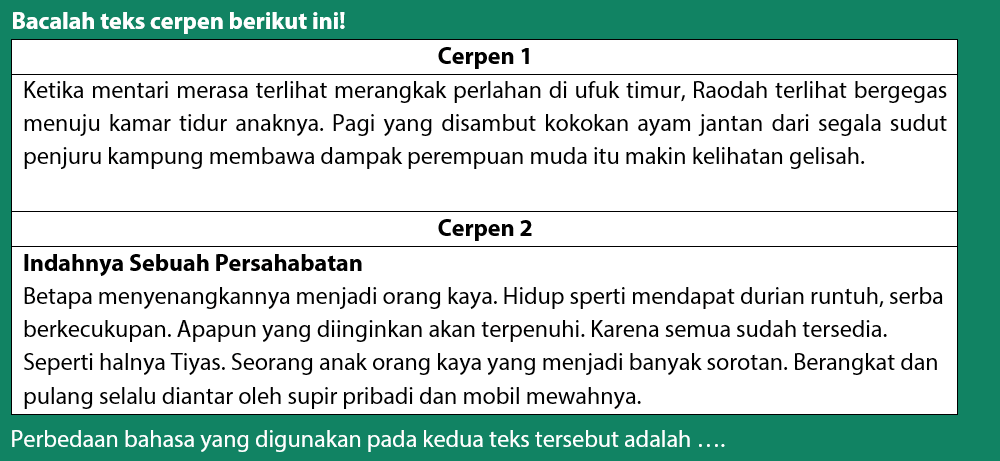 Bacalah teks cerpen berikut ini!
Cerpen 1
Ketika mentari merasa terlihat merangkak perlahan di ufuk timur, Raodah terlihat bergegas
menuju kamar tidur anaknya. Pagi yang disambut kokokan ayam jantan dari segala sudut
penjuru kampung membawa dampak perempuan muda itu makin kelihatan gelisah.
Cerpen 2
Indahnya Sebuah Persahabatan
Betapa menyenangkannya menjadi orang kaya. Hidup sperti mendapat durian runtuh, serba
berkecukupan. Apapun yang diinginkan akan terpenuhi. Karena semua sudah tersedia.
Seperti halnya Tiyas. Seorang anak orang kaya yang menjadi banyak sorotan. Berangkat dan
pulang selalu diantar oleh supir pribadi dan mobil mewahnya.
Perbedaan bahasa yang digunakan pada kedua teks tersebut adalah ….